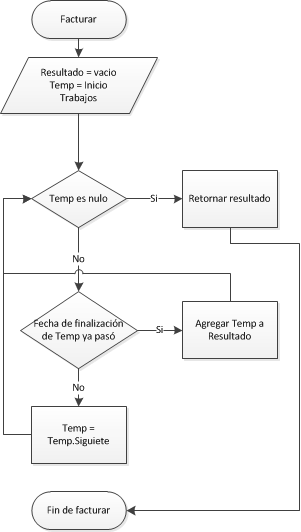 Facturar
Resultado = vacio
Temp = Inicio
Trabajos
Temp es nulo
Si
Retornar resultado
No
Fecha de finalización
de Temp ya pasó
Si
Agregar Temp a
Resultado
No
Temp =
Temp.Siguiete
Fin de facturar